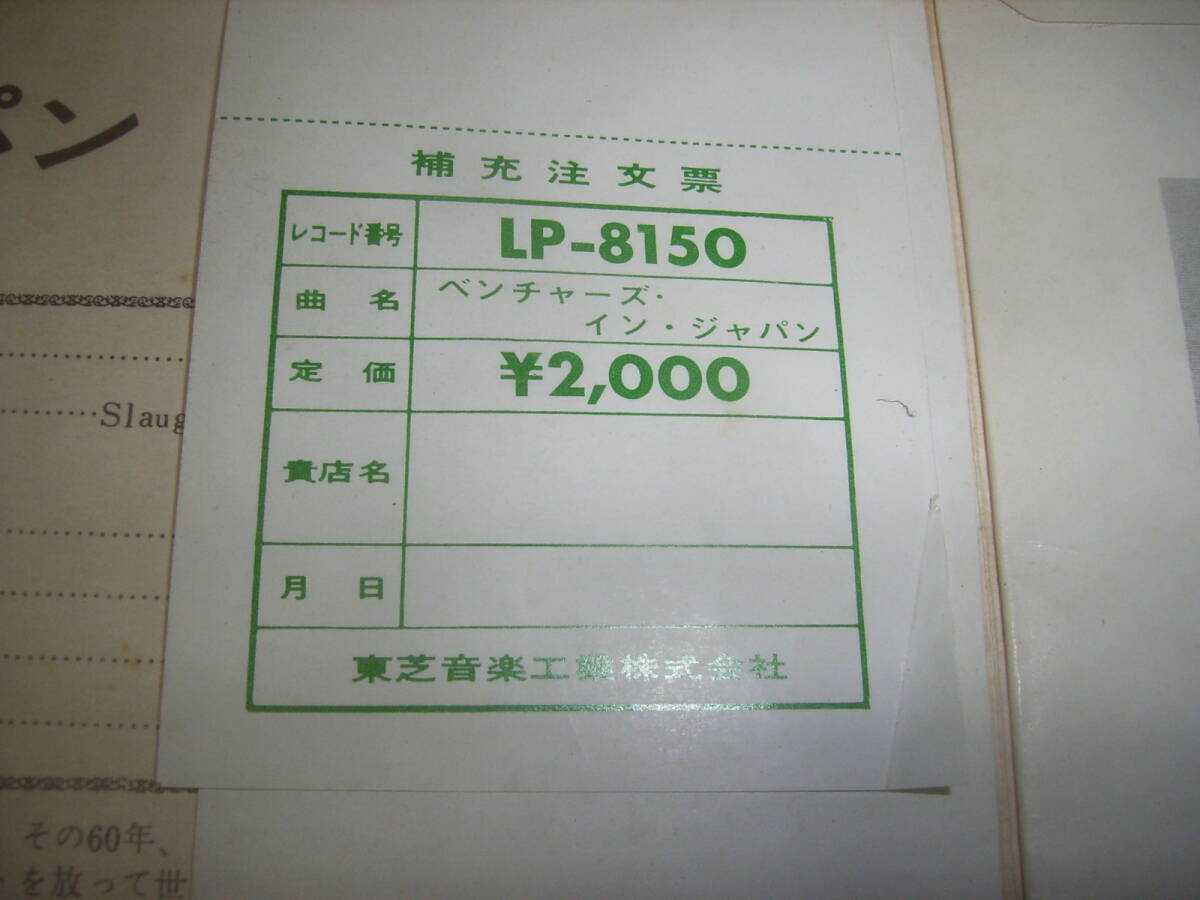 パン
Slaug
その60年、
を放って世
補充注文票
レコード番号 LP-8150
曲名 ベンチャーズ・
イン・ジャパン
定価 ¥2,000
貴店名
月日
東芝音楽工業株式会社